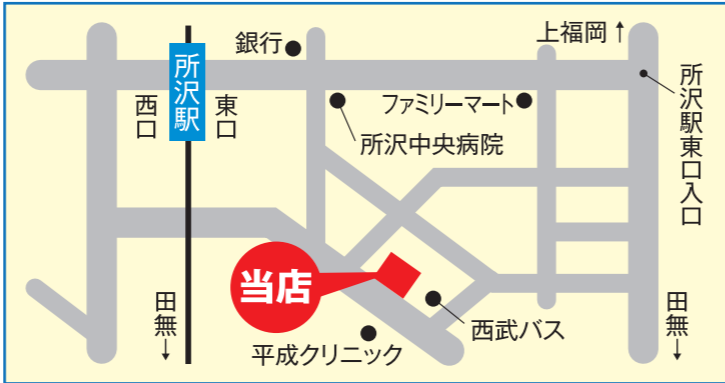 上福岡↑
銀行
所沢駅
西口
東口
ファミリーマート
所沢駅東口入口
所沢中央病院
当店
田無↓
西武バス
田無↓
平成クリニック